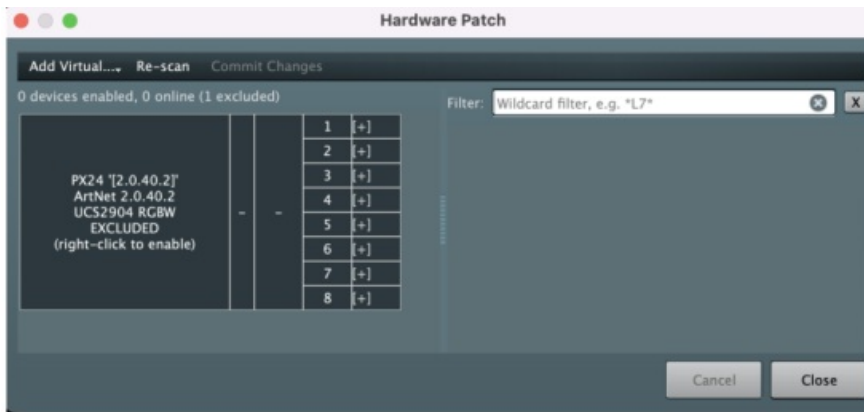 Hardware Patch
Add Virtual... Re-scan Commit Changes
0 devices enabled, 0 online (1 excluded)
Filter: Wildcard filter, e.g. "L7* X
PX24 "[2.0.40.2]"
ArtNet 2.0.40.2
UCS2904 RGBW
EXCLUDED
(right-click to enable)
- -
1 [+]
2 [+]
3 [+]
4 [+]
5 [+]
6 [+]
7 [+]
8 [+]
Cancel Close